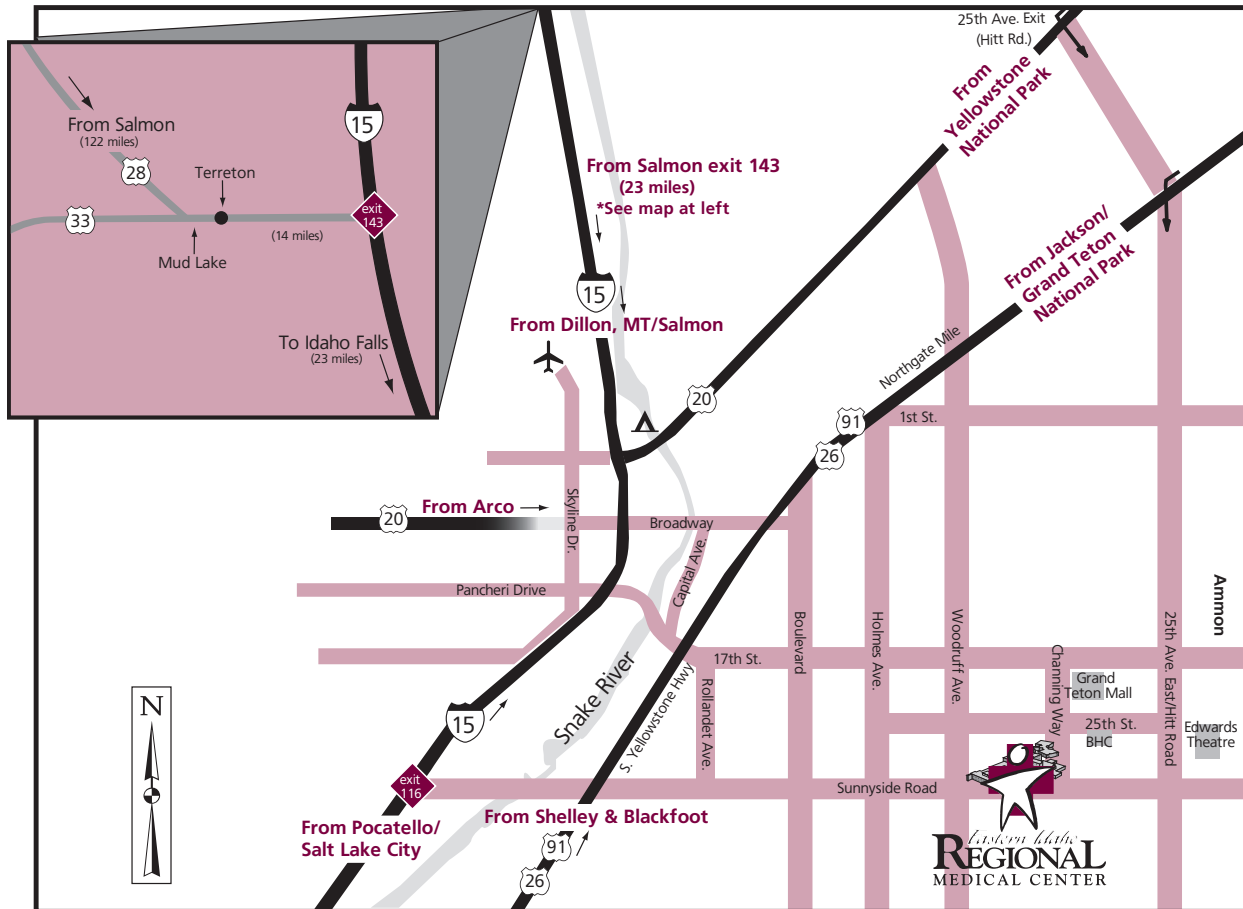 25th Ave. Exit
(Hitt Rd.)
From
Yellowstone
National Park
15
From Salmon
(122 miles)
28
Terreton
33
exit
143
(14 miles)
Mud Lake
To Idaho Falls
(23 miles)
From Salmon exit 143
(23 miles)
*See map at left
15
From Dillon, MT/Salmon
From Jackson/
Grand Teton
National Park
Northgate Mile
20
91
1st St.
26
From Arco
20
Skyline Dr.
Broadway
Capital Ave.
Pancheri Drive
Boulevard
Holmes Ave.
Woodruff Ave.
25th Ave. East/Hitt Road
Ammon
17th St.
Channing Way
Grand
Teton Mall
Rollandet Ave.
S. Yellowstone Hwy
Snake River
N
15
25th St.
BHC
Edwards
Theatre
exit
116
Sunnyside Road
From Pocatello/
Salt Lake City
From Shelley & Blackfoot
91
26
Eastern Idaho
REGIONAL
MEDICAL CENTER